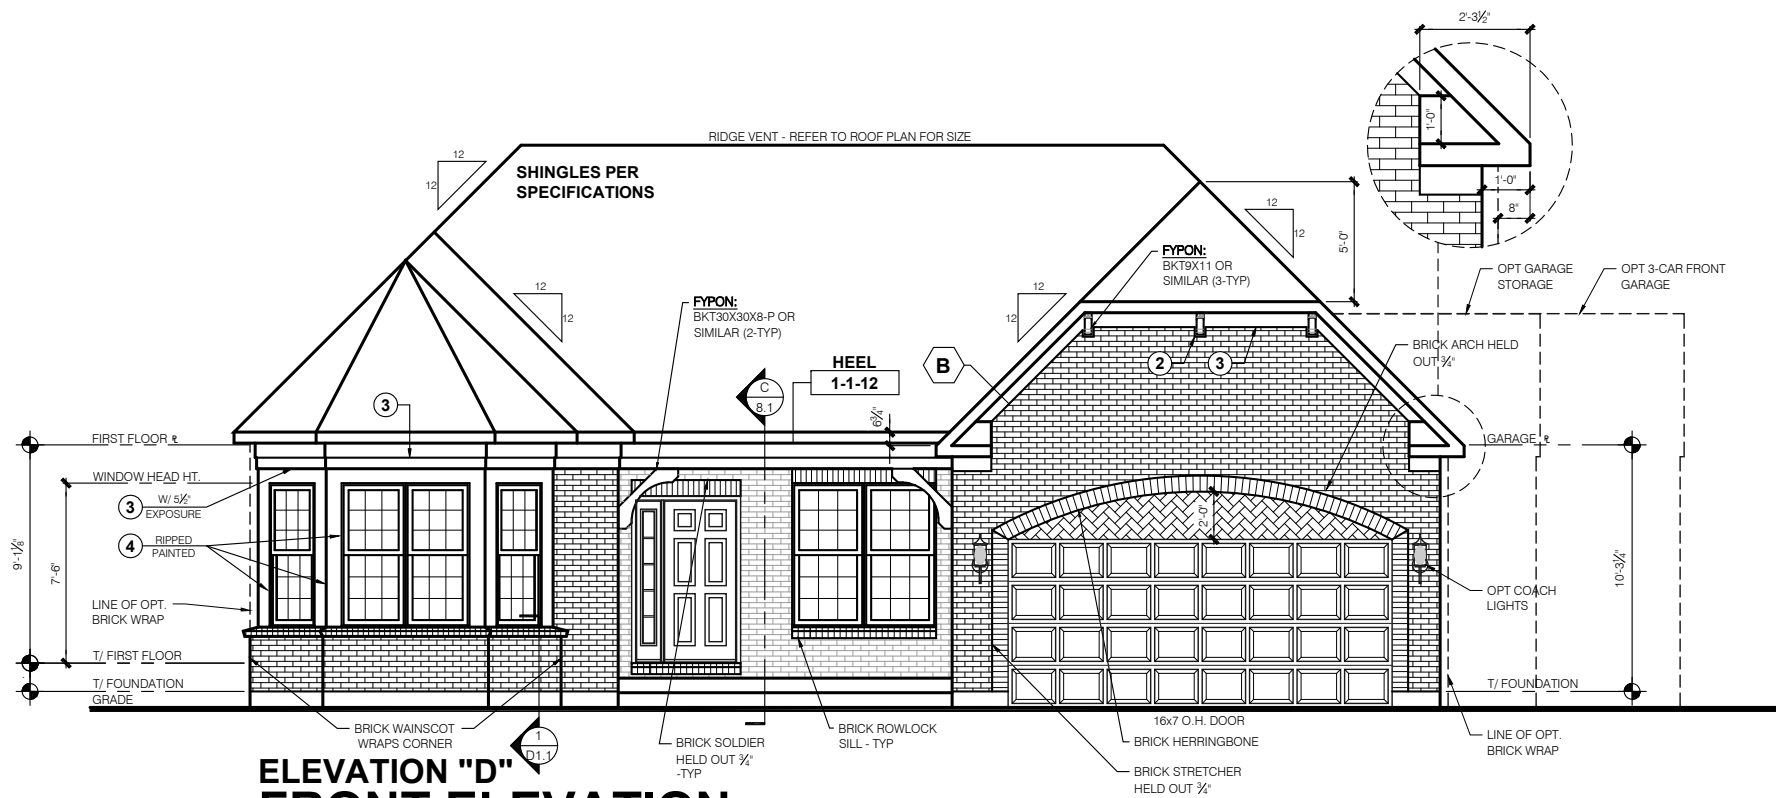 2'-3½"
1'-0"
1'-0"
8"
RIDGE VENT - REFER TO ROOF PLAN FOR SIZE
12
12
SHINGLES PER
SPECIFICATIONS
12
12
5'-0"
FYPON:
BKT9X11 OR
SIMILAR (3-TYP)
OPT GARAGE
STORAGE
OPT 3-CAR FRONT
GARAGE
12
12
12
12
FYPON:
BKT30X30X8-P OR
SIMILAR (2-TYP)
BRICK ARCH HELD
OUT ¾"
HEEL
1-1-12
B
2
3
C
8.1
3
6¾"
FIRST FLOOR ℄
GARAGE ℄
WINDOW HEAD HT.
3
W/ 5½"
EXPOSURE
4
RIPPED
PAINTED
9'-1⅛"
7'-6"
2'-0"
10'-3¼"
LINE OF OPT.
BRICK WRAP
OPT COACH
LIGHTS
T/ FIRST FLOOR
T/ FOUNDATION
GRADE
T/ FOUNDATION
16x7 O.H. DOOR
BRICK WAINSCOT
WRAPS CORNER
1
D1.1
BRICK SOLDIER
HELD OUT ¾"
-TYP
BRICK ROWLOCK
SILL - TYP
BRICK HERRINGBONE
LINE OF OPT.
BRICK WRAP
BRICK STRETCHER
HELD OUT ¾"
ELEVATION "D"
FRONT ELEVATION